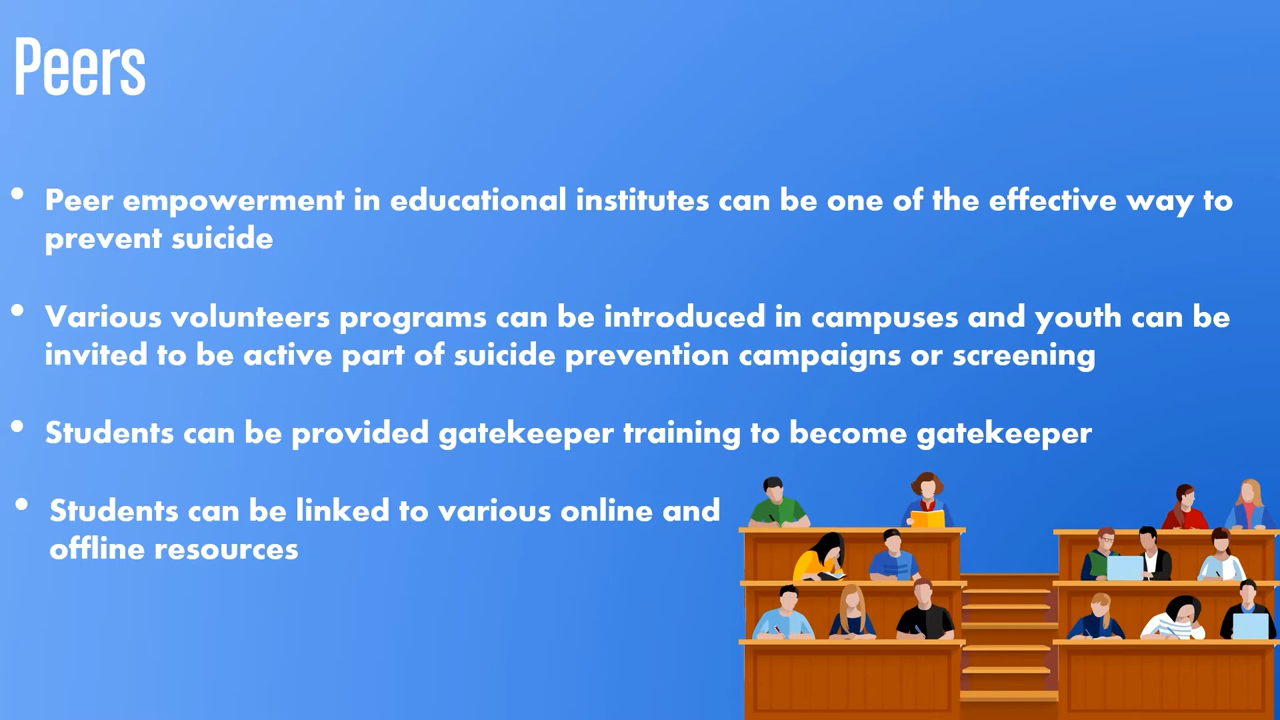 Peers
• Peer empowerment in educational institutes can be one of the effective way to
prevent suicide
• Various volunteers programs can be introduced in campuses and youth can be
invited to be active part of suicide prevention campaigns or screening
• Students can be provided gatekeeper training to become gatekeeper
• Students can be linked to various online and
offline resources